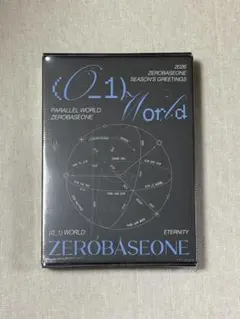 (0_1)
World
2026
ZEROBASEONE
SEASON'S GREETINGS
PARALLEL WORLD
ZEROBASEONE
(0_1) WORLD
ETERNITY
ZEROBASEONE